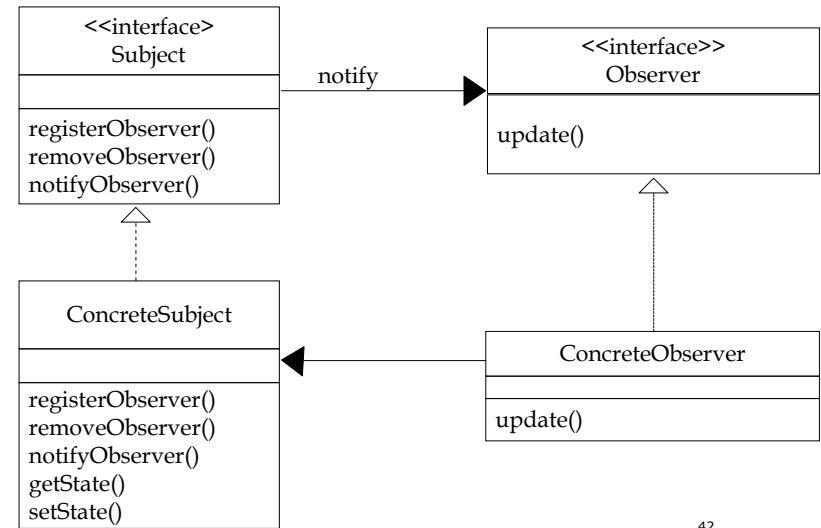 <<interface>
Subject
registerObserver()
removeObserver()
notifyObserver()
notify
<<interface>>
Observer
update()
ConcreteSubject
registerObserver()
removeObserver()
notifyObserver()
getState()
setState()
ConcreteObserver
update()
42